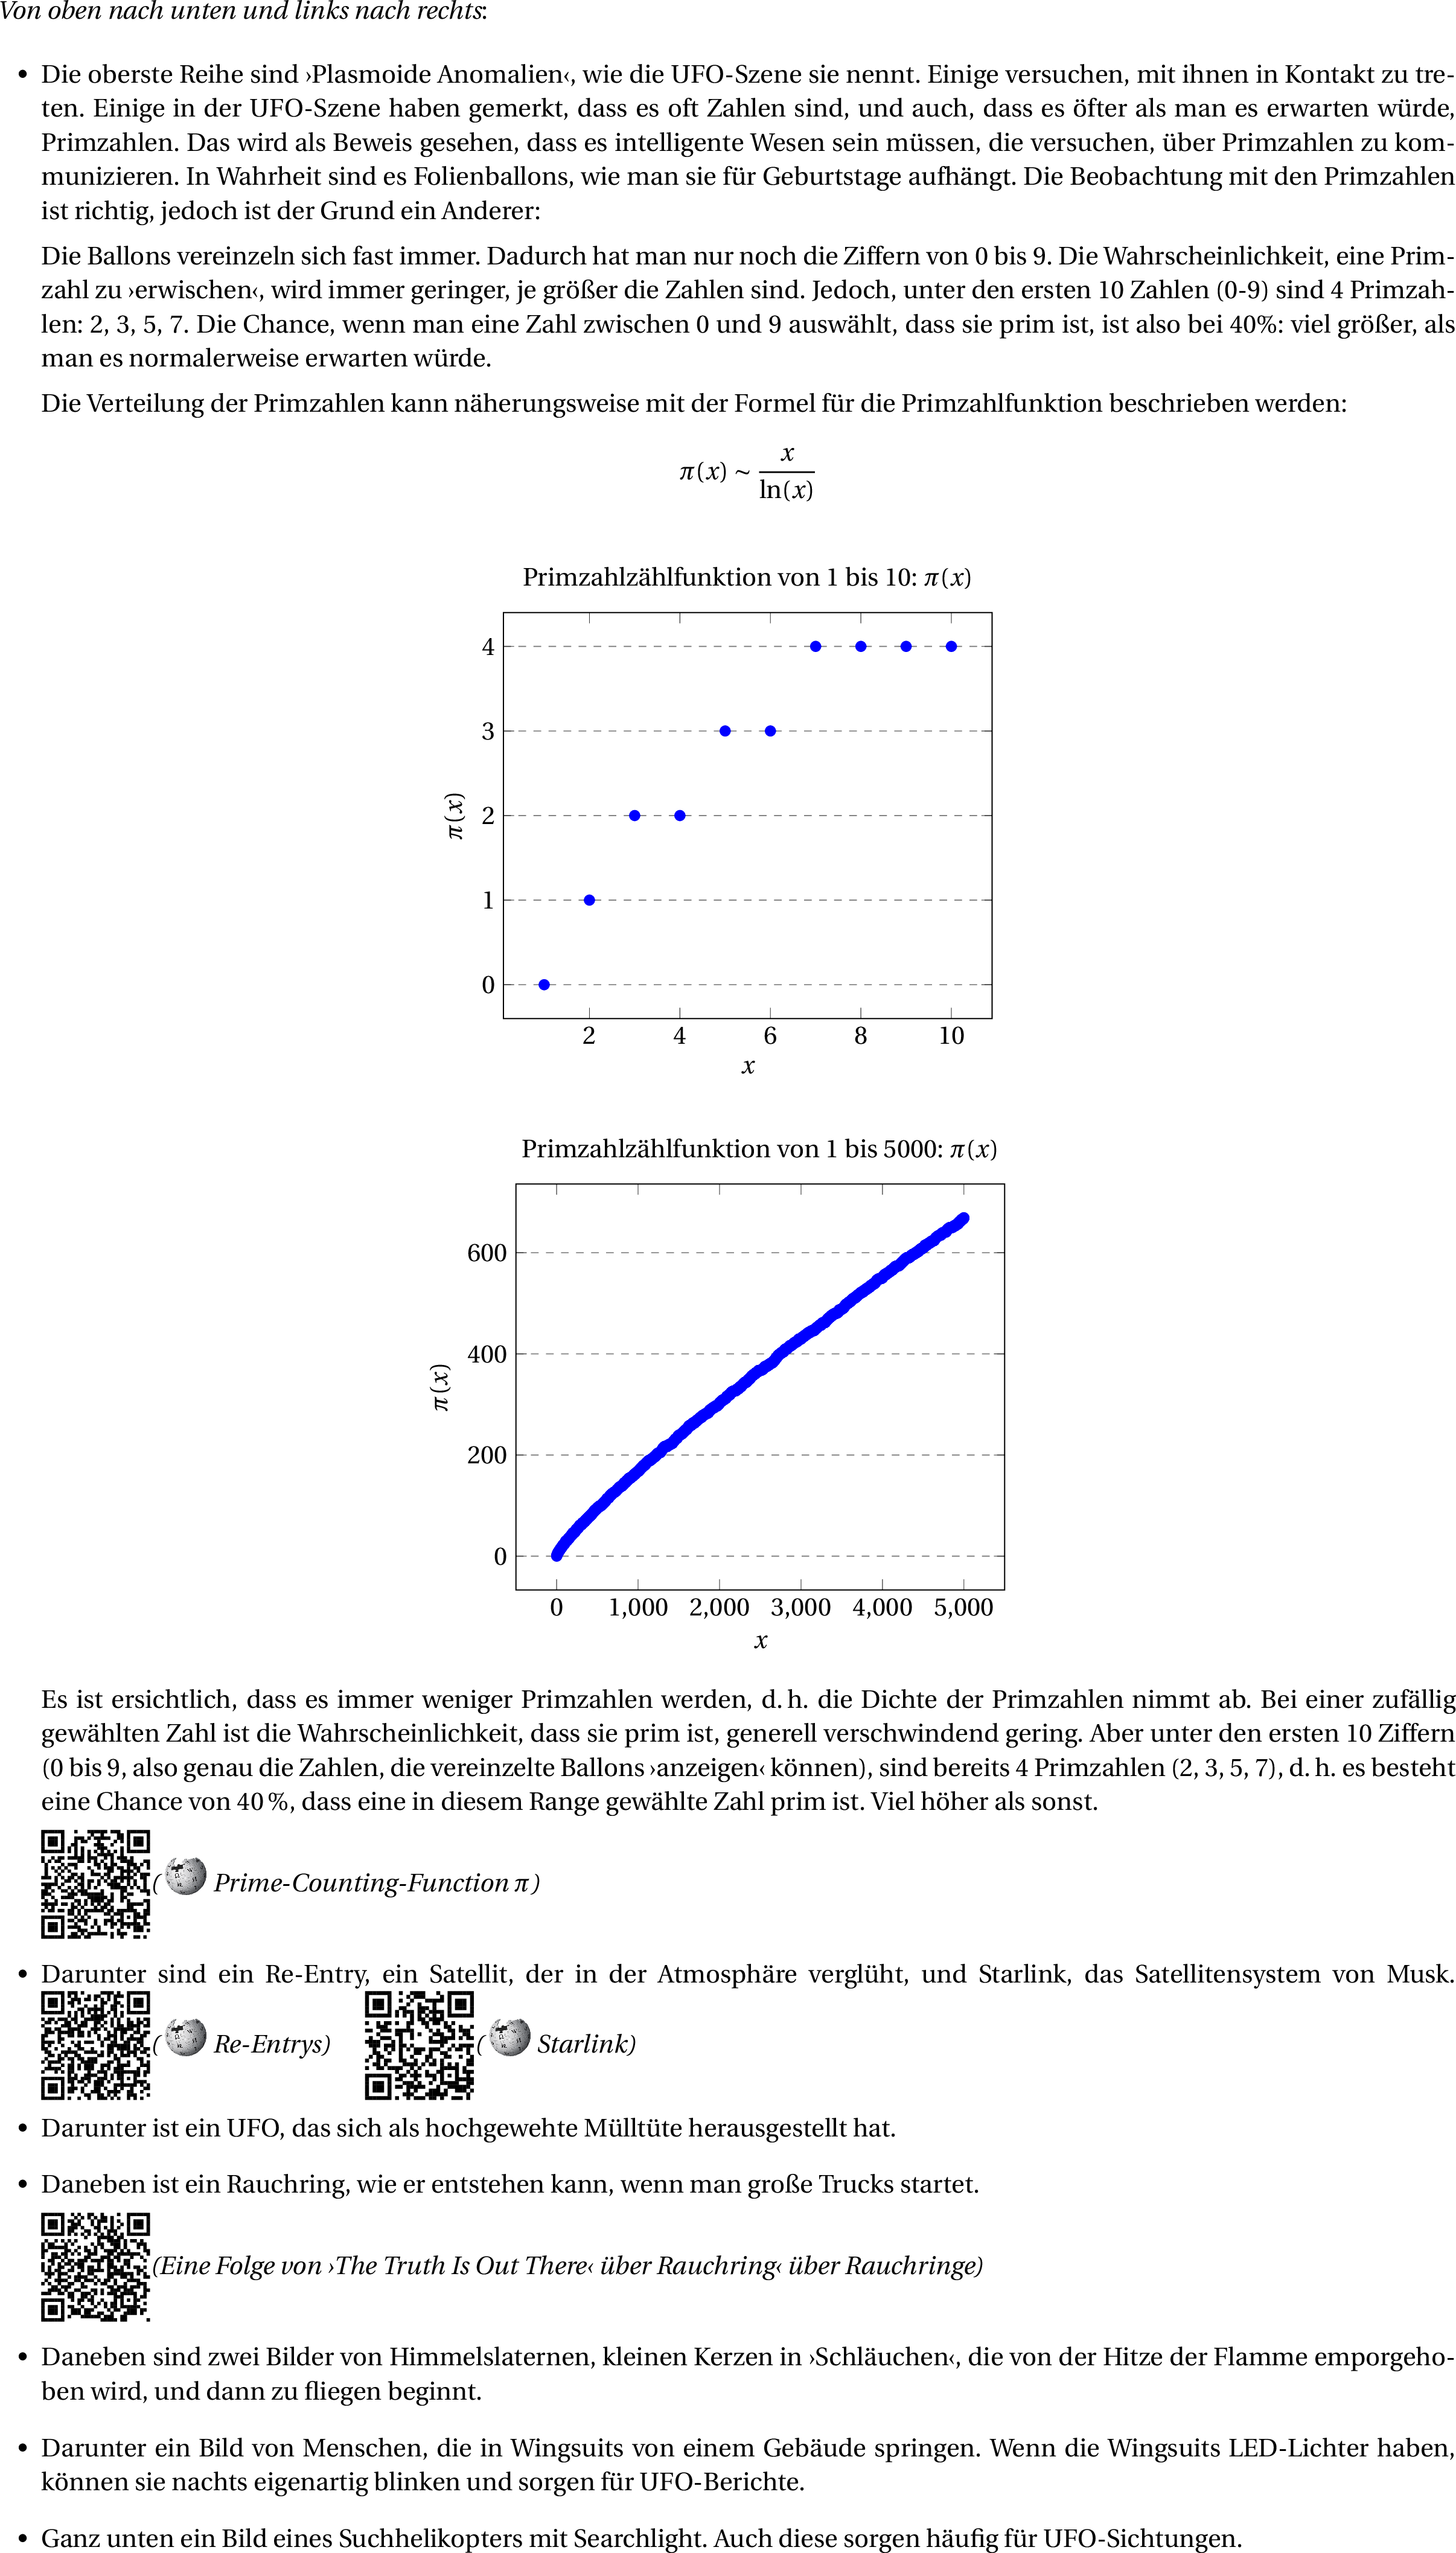 Von oben nach unten und links nach rechts:
• Die oberste Reihe sind ›Plasmoide Anomalien‹, wie die UFO-Szene sie nennt. Einige versuchen, mit ihnen in Kontakt zu tre-
ten. Einige in der UFO-Szene haben gemerkt, dass es oft Zahlen sind, und auch, dass es öfter als man es erwarten würde,
Primzahlen. Das wird als Beweis gesehen, dass es intelligente Wesen sein müssen, die versuchen, über Primzahlen zu kom-
munizieren. In Wahrheit sind es Folienballons, wie man sie für Geburtstage aufhängt. Die Beobachtung mit den Primzahlen
ist richtig, jedoch ist der Grund ein Anderer:
Die Ballons vereinzeln sich fast immer. Dadurch hat man nur noch die Ziffern von 0 bis 9. Die Wahrscheinlichkeit, eine Prim-
zahl zu ›erwischen‹, wird immer geringer, je größer die Zahlen sind. Jedoch, unter den ersten 10 Zahlen (0-9) sind 4 Primzah-
len: 2, 3, 5, 7. Die Chance, wenn man eine Zahl zwischen 0 und 9 auswählt, dass sie prim ist, ist also bei 40%: viel größer, als
man es normalerweise erwarten würde.
Die Verteilung der Primzahlen kann näherungsweise mit der Formel für die Primzahlfunktion beschrieben werden:
π(x) ~ x / ln(x)
Primzahlzählfunktion von 1 bis 10: π(x)
4
3
2
1
0
π(x)
2 4 6 8 10
x
Primzahlzählfunktion von 1 bis 5000: π(x)
600
400
200
0
π(x)
0 1,000 2,000 3,000 4,000 5,000
x
Es ist ersichtlich, dass es immer weniger Primzahlen werden, d. h. die Dichte der Primzahlen nimmt ab. Bei einer zufällig
gewählten Zahl ist die Wahrscheinlichkeit, dass sie prim ist, generell verschwindend gering. Aber unter den ersten 10 Ziffern
(0 bis 9, also genau die Zahlen, die vereinzelte Ballons ›anzeigen‹ können), sind bereits 4 Primzahlen (2, 3, 5, 7), d. h. es besteht
eine Chance von 40 %, dass eine in diesem Range gewählte Zahl prim ist. Viel höher als sonst.
( Prime-Counting-Function π)
• Darunter sind ein Re-Entry, ein Satellit, der in der Atmosphäre verglüht, und Starlink, das Satellitensystem von Musk.
( Re-Entrys) ( Starlink)
• Darunter ist ein UFO, das sich als hochgewehte Mülltüte herausgestellt hat.
• Daneben ist ein Rauchring, wie er entstehen kann, wenn man große Trucks startet.
(Eine Folge von ›The Truth Is Out There‹ über Rauchring‹ über Rauchringe)
• Daneben sind zwei Bilder von Himmelslaternen, kleinen Kerzen in ›Schläuchen‹, die von der Hitze der Flamme emporgeho-
ben wird, und dann zu fliegen beginnt.
• Darunter ein Bild von Menschen, die in Wingsuits von einem Gebäude springen. Wenn die Wingsuits LED-Lichter haben,
können sie nachts eigenartig blinken und sorgen für UFO-Berichte.
• Ganz unten ein Bild eines Suchhelikopters mit Searchlight. Auch diese sorgen häufig für UFO-Sichtungen.